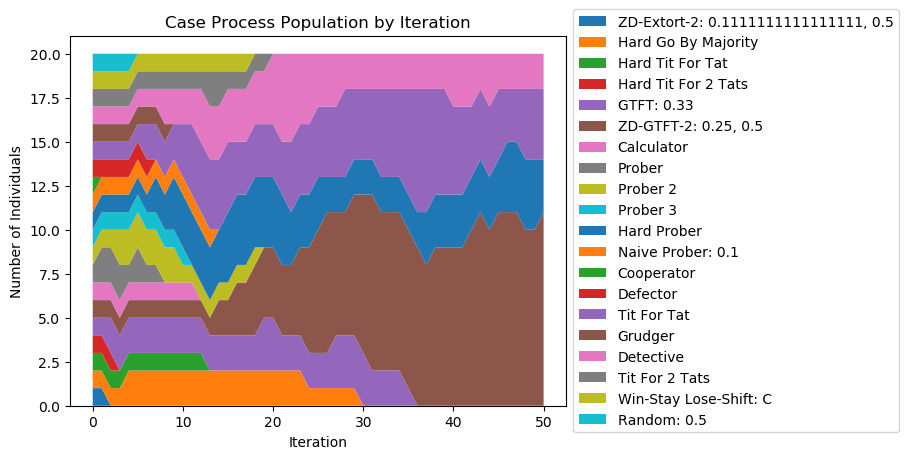 Case Process Population by Iteration
Number of Individuals
20.0
17.5
15.0
12.5
10.0
7.5
5.0
2.5
0.0
0
10
20
30
40
50
Iteration
ZD-Extort-2: 0.1111111111111111, 0.5
Hard Go By Majority
Hard Tit For Tat
Hard Tit For 2 Tats
GTFT: 0.33
ZD-GTFT-2: 0.25, 0.5
Calculator
Prober
Prober 2
Prober 3
Hard Prober
Naive Prober: 0.1
Cooperator
Defector
Tit For Tat
Grudger
Detective
Tit For 2 Tats
Win-Stay Lose-Shift: C
Random: 0.5